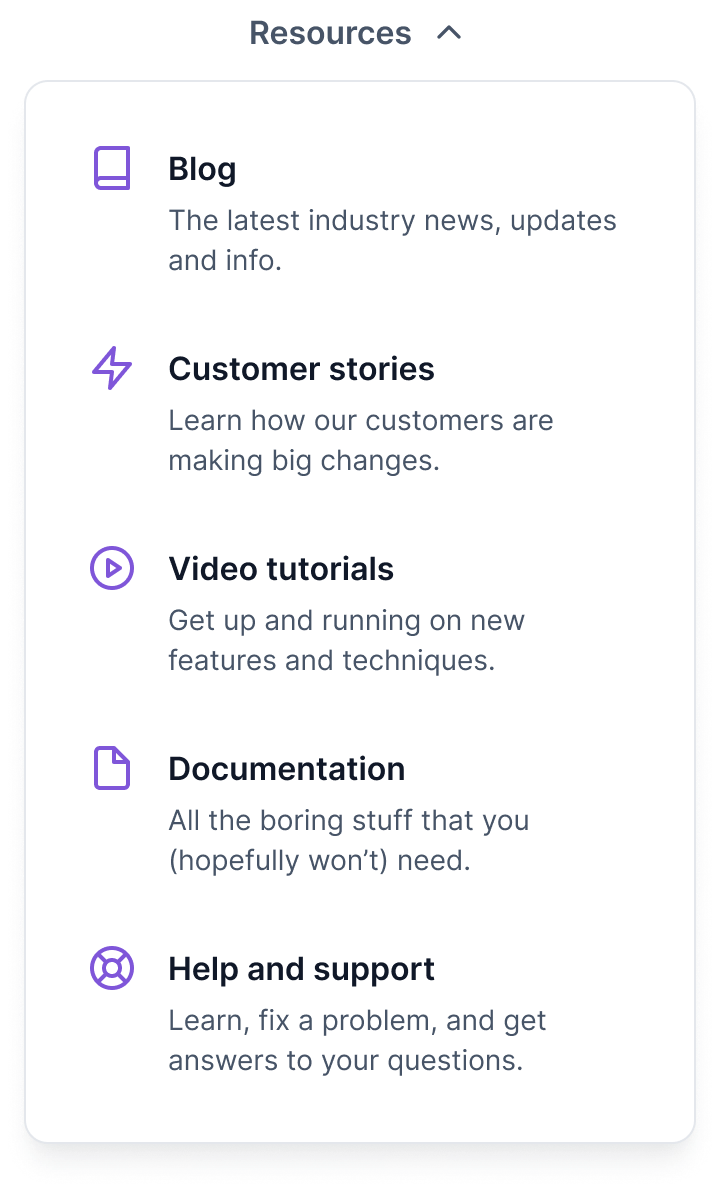 Resources
Blog
The latest industry news, updates
and info.
Customer stories
Learn how our customers are
making big changes.
Video tutorials
Get up and running on new
features and techniques.
Documentation
All the boring stuff that you
(hopefully won’t) need.
Help and support
Learn, fix a problem, and get
answers to your questions.